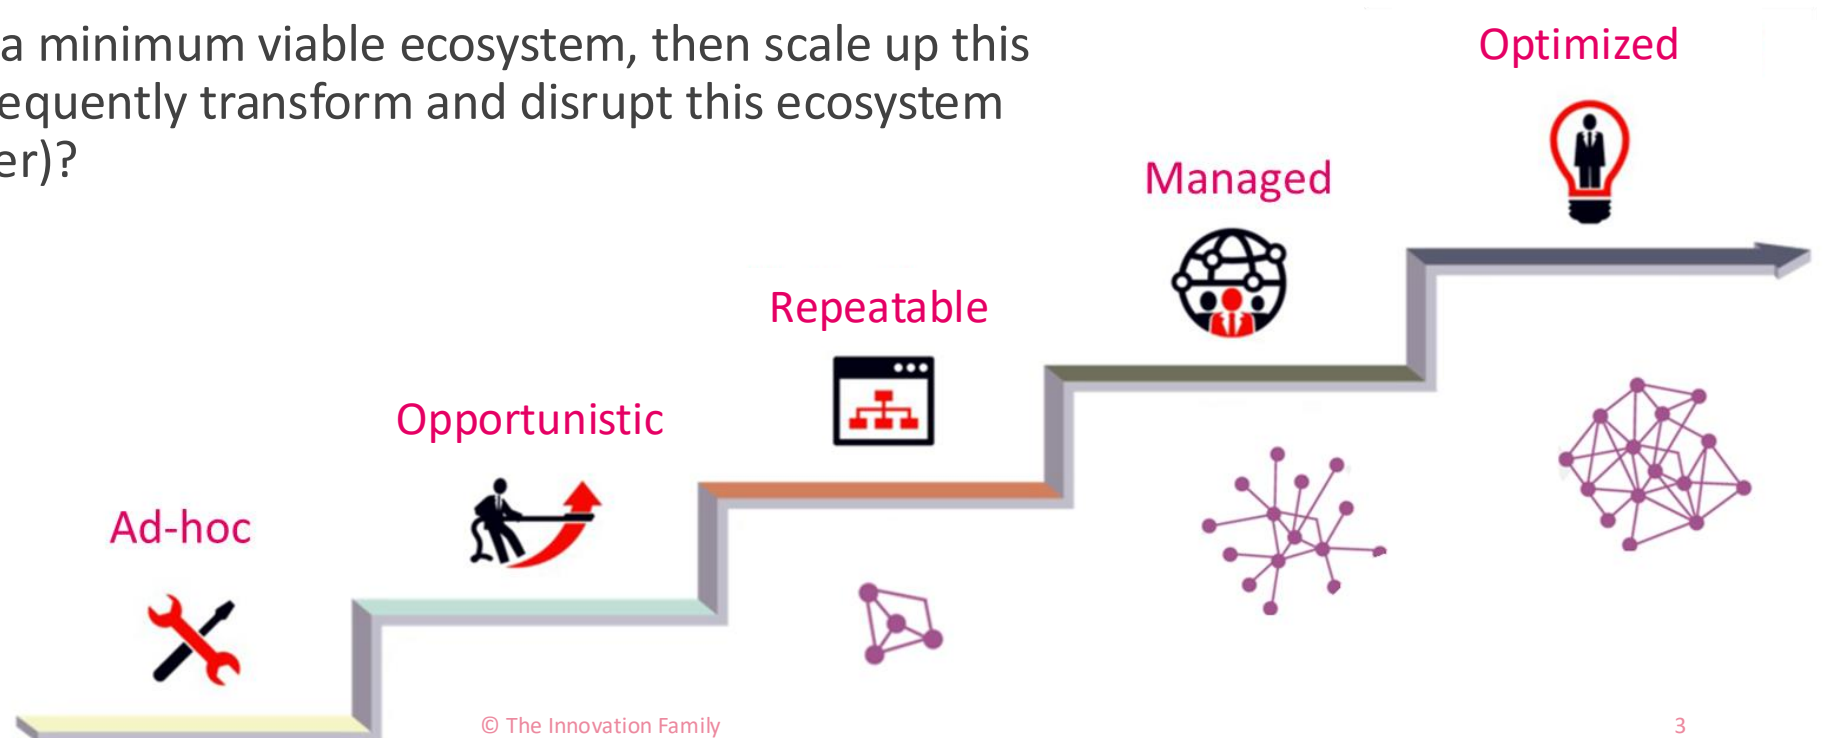 a minimum viable ecosystem, then scale up this
equently transform and disrupt this ecosystem
er)?
Optimized
Managed
Repeatable
Opportunistic
Ad-hoc
© The Innovation Family
3